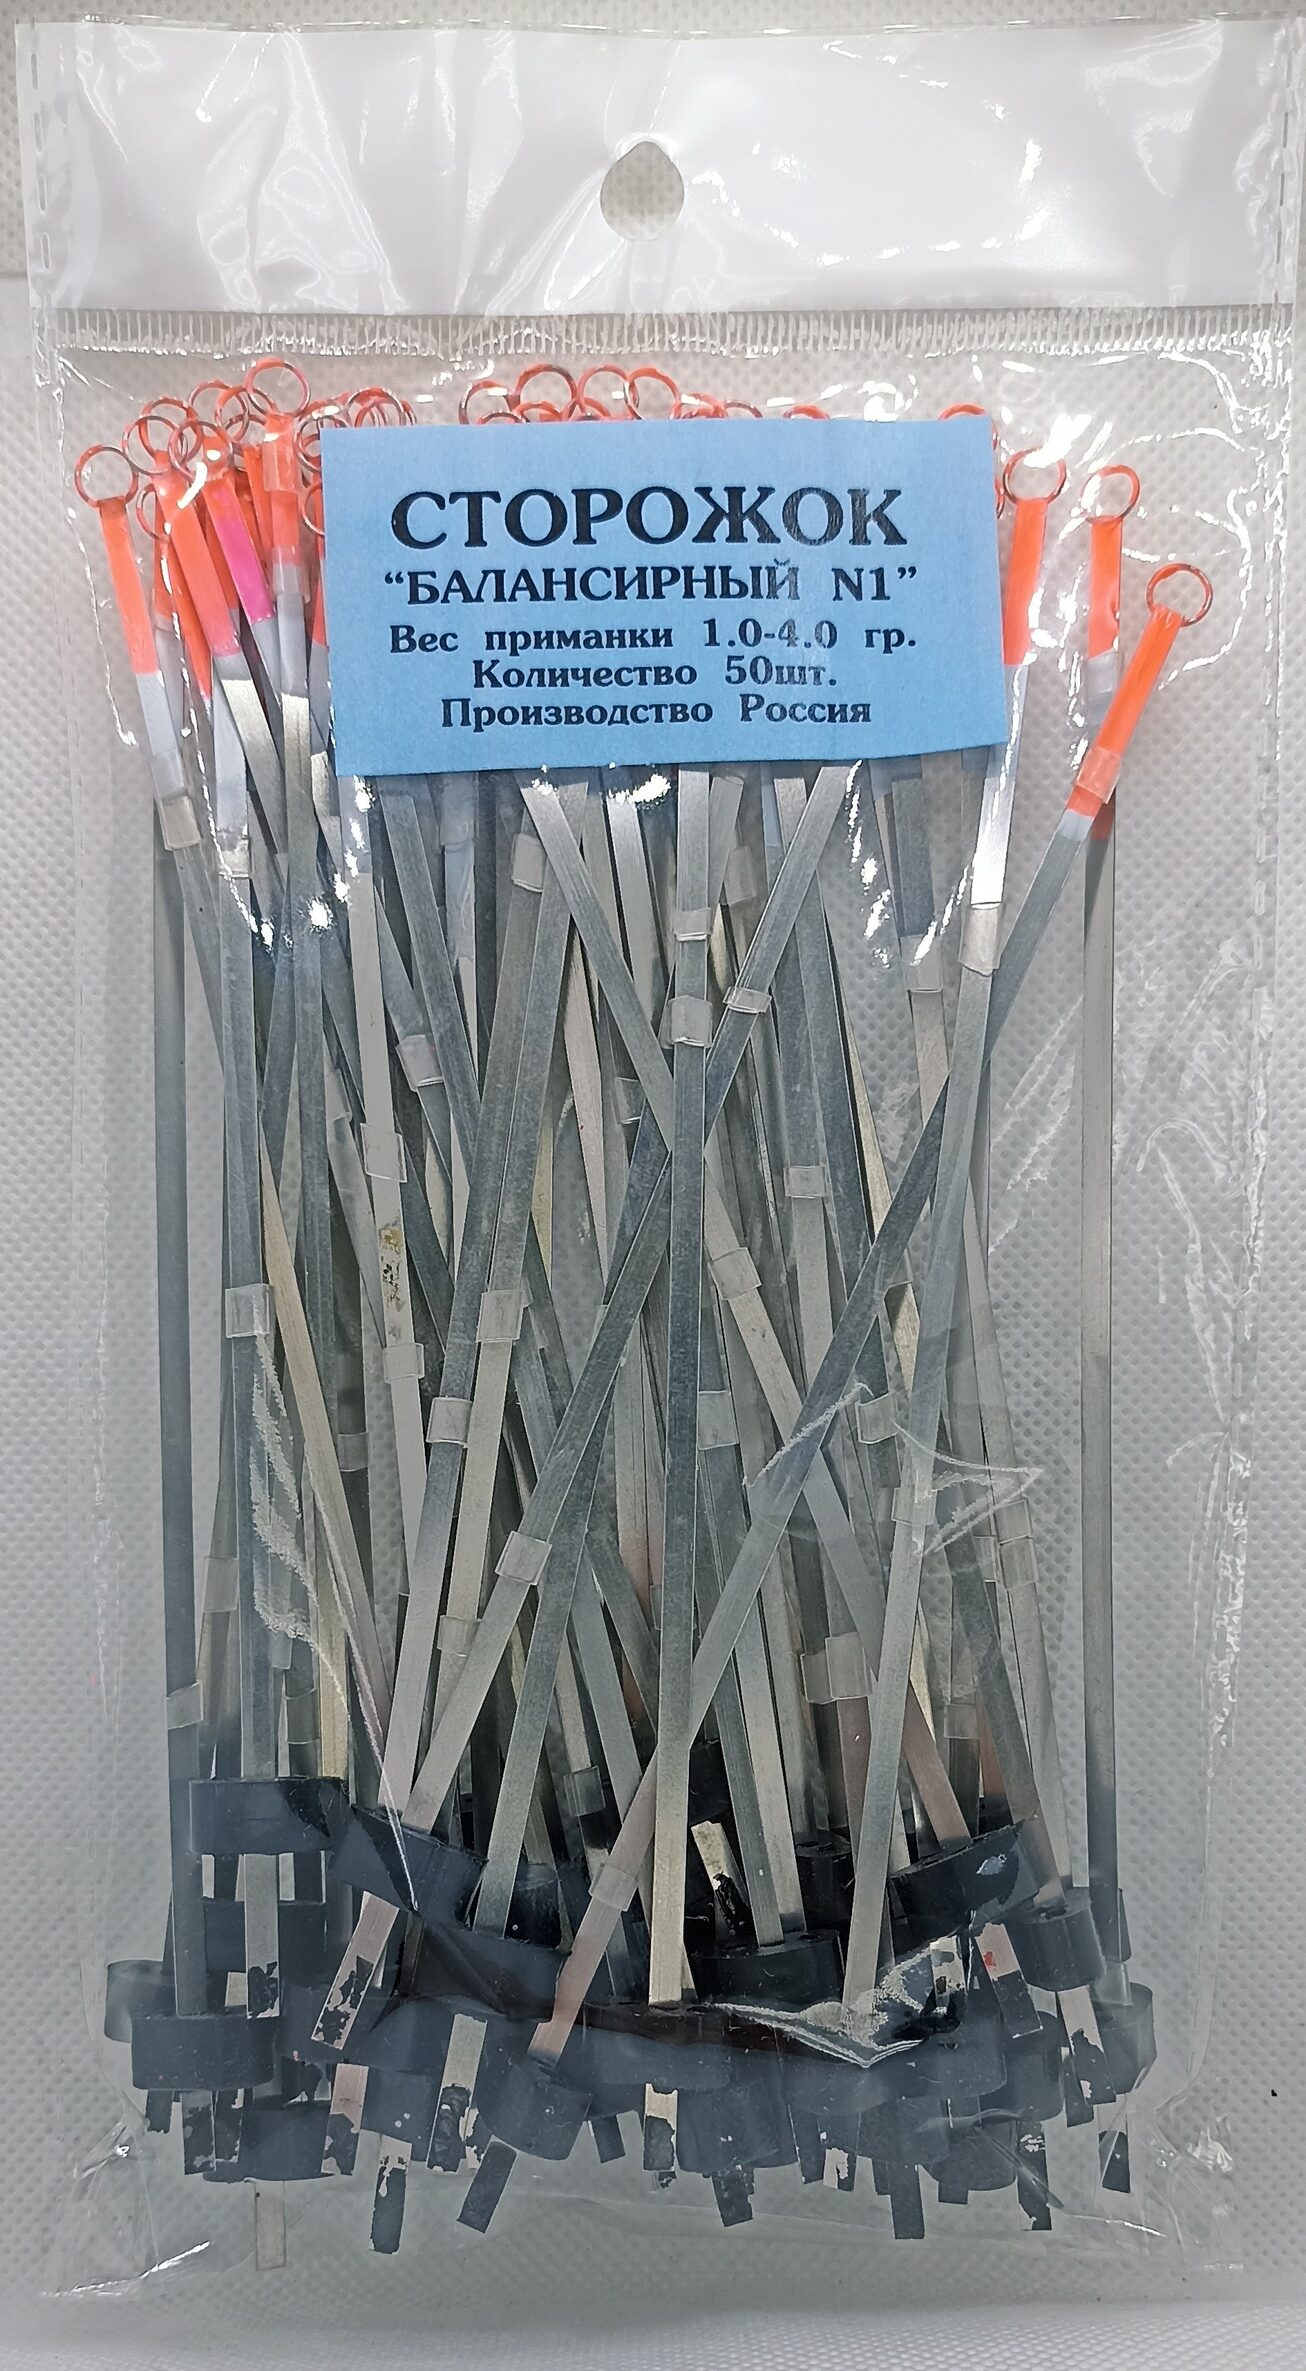 СТОРОЖОК
“БАЛАНСИРНЫЙ N1”
Вес приманки 1.0-4.0 гр.
Количество 50шт.
Производство Россия